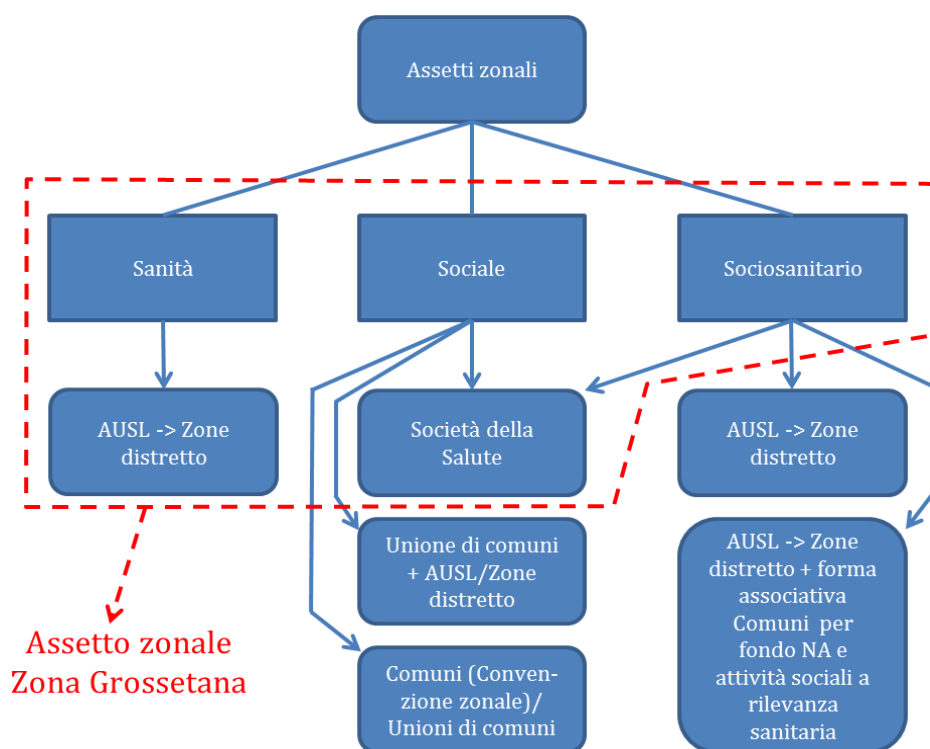 Assetti zonali
Sanità
Sociale
Sociosanitario
AUSL -> Zone
distretto
Società della
Salute
AUSL -> Zone
distretto
Unione di comuni
+ AUSL/Zone
distretto
AUSL -> Zone
distretto + forma
associativa
Comuni per
fondo NA e
attività sociali a
rilevanza
sanitaria
Comuni (Conven-
zione zonale)/
Unioni di comuni
Assetto zonale
Zona Grossetana